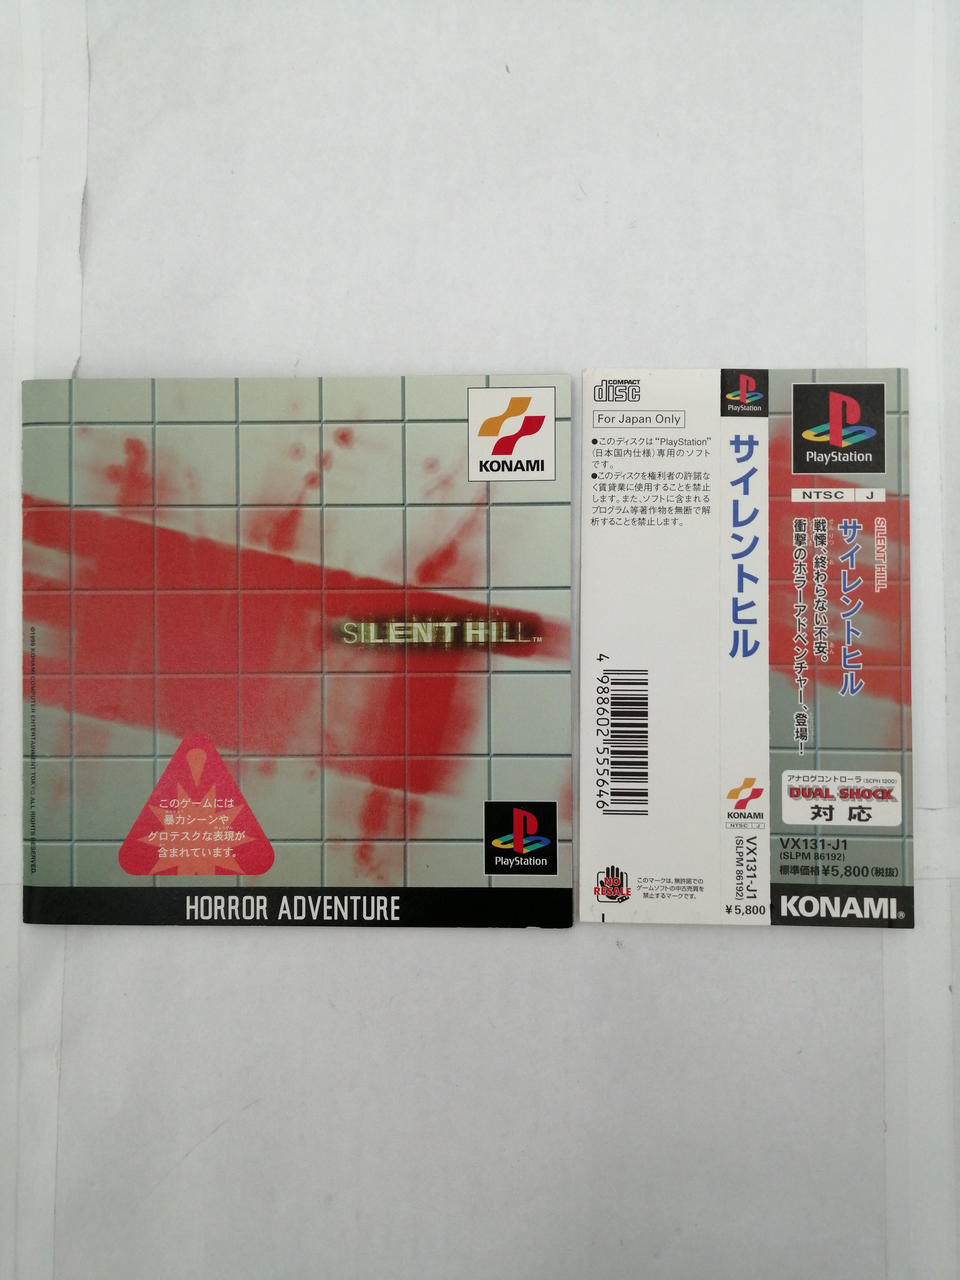 KONAMI
SILENT HILL™
©1999 KONAMI COMPUTER ENTERTAINMENT TOKYO ALL RIGHTS RESERVED.
このゲームには
暴力シーンや
グロテスクな表現が
含まれています。
PlayStation
HORROR ADVENTURE
COMPACT
disc
For Japan Only
●このディスクは“PlayStation”
(日本国内仕様)専用のソフト
です。
●このディスクを権利者の許諾な
く賃貸業に使用することを禁止
します。また、ソフトに含まれる
プログラム等著作物を無断で解
析することを禁止します。
4 988602 555646
NO
RESALE
このマークは、無許諾での
ゲームソフトの中古売買を
禁止するマークです。
PlayStation
サイレントヒル
KONAMI
NTSC J
VX131-J1
(SLPM 86192)
¥5,800
PlayStation
NTSC J
SILENT HILL
サイレントヒル
戦慄、終わらない不安。
衝撃のホラーアドベンチャー、登場!
アナログコントローラ(SCPH 1200)
DUAL SHOCK
対応
VX131-J1
(SLPM 86192)
標準価格¥5,800(税抜)
KONAMI®